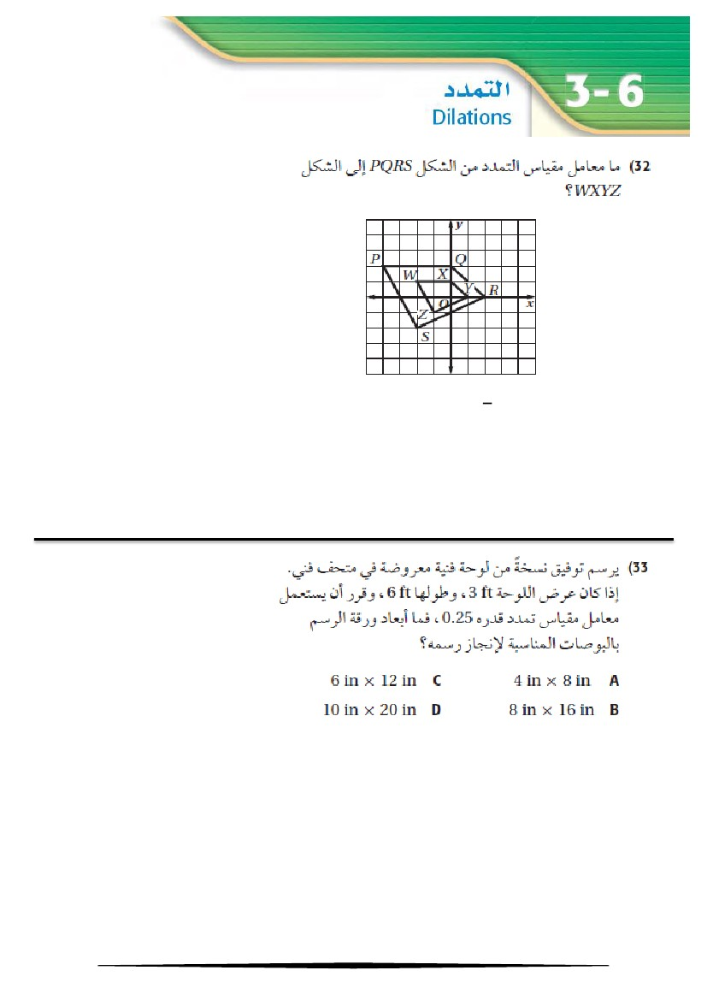 3-6
التمدد
Dilations
(32 ما معامل مقياس التمدد من الشكل PQRS إلى الشكل
WXYZ؟
y
P Q
W X
Y R
O x
Z
S
(33 يرسم توفيق نسخةً من لوحة فنية معروضة في متحف فني.
إذا كان عرض اللوحة 3 ft، وطولها 6 ft، وقرر أن يستعمل
معامل مقياس تمدد قدره 0.25، فما أبعاد ورقة الرسم
بالبوصات المناسبة لإنجاز رسمه؟
A 4 in × 8 in C 6 in × 12 in
B 8 in × 16 in D 10 in × 20 in